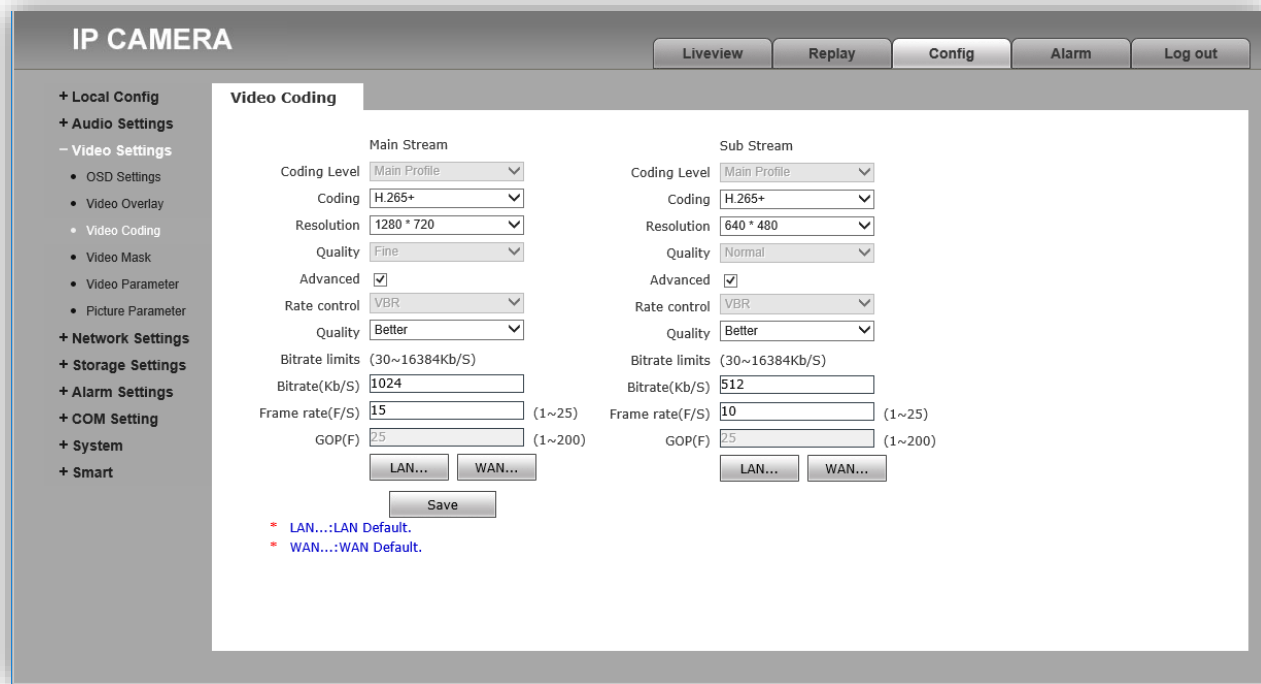 IP CAMERA
Liveview Replay Config Alarm Log out
+ Local Config
+ Audio Settings
− Video Settings
• OSD Settings
• Video Overlay
• Video Coding
• Video Mask
• Video Parameter
• Picture Parameter
+ Network Settings
+ Storage Settings
+ Alarm Settings
+ COM Setting
+ System
+ Smart
Video Coding
Main Stream
Coding Level Main Profile
Coding H.265+
Resolution 1280 * 720
Quality Fine
Advanced
Rate control VBR
Quality Better
Bitrate limits (30~16384Kb/S)
Bitrate(Kb/S) 1024
Frame rate(F/S) 15 (1~25)
GOP(F) 25 (1~200)
LAN... WAN...
Sub Stream
Coding Level Main Profile
Coding H.265+
Resolution 640 * 480
Quality Normal
Advanced
Rate control VBR
Quality Better
Bitrate limits (30~16384Kb/S)
Bitrate(Kb/S) 512
Frame rate(F/S) 10 (1~25)
GOP(F) 25 (1~200)
LAN... WAN...
Save
* LAN...:LAN Default.
* WAN...:WAN Default.